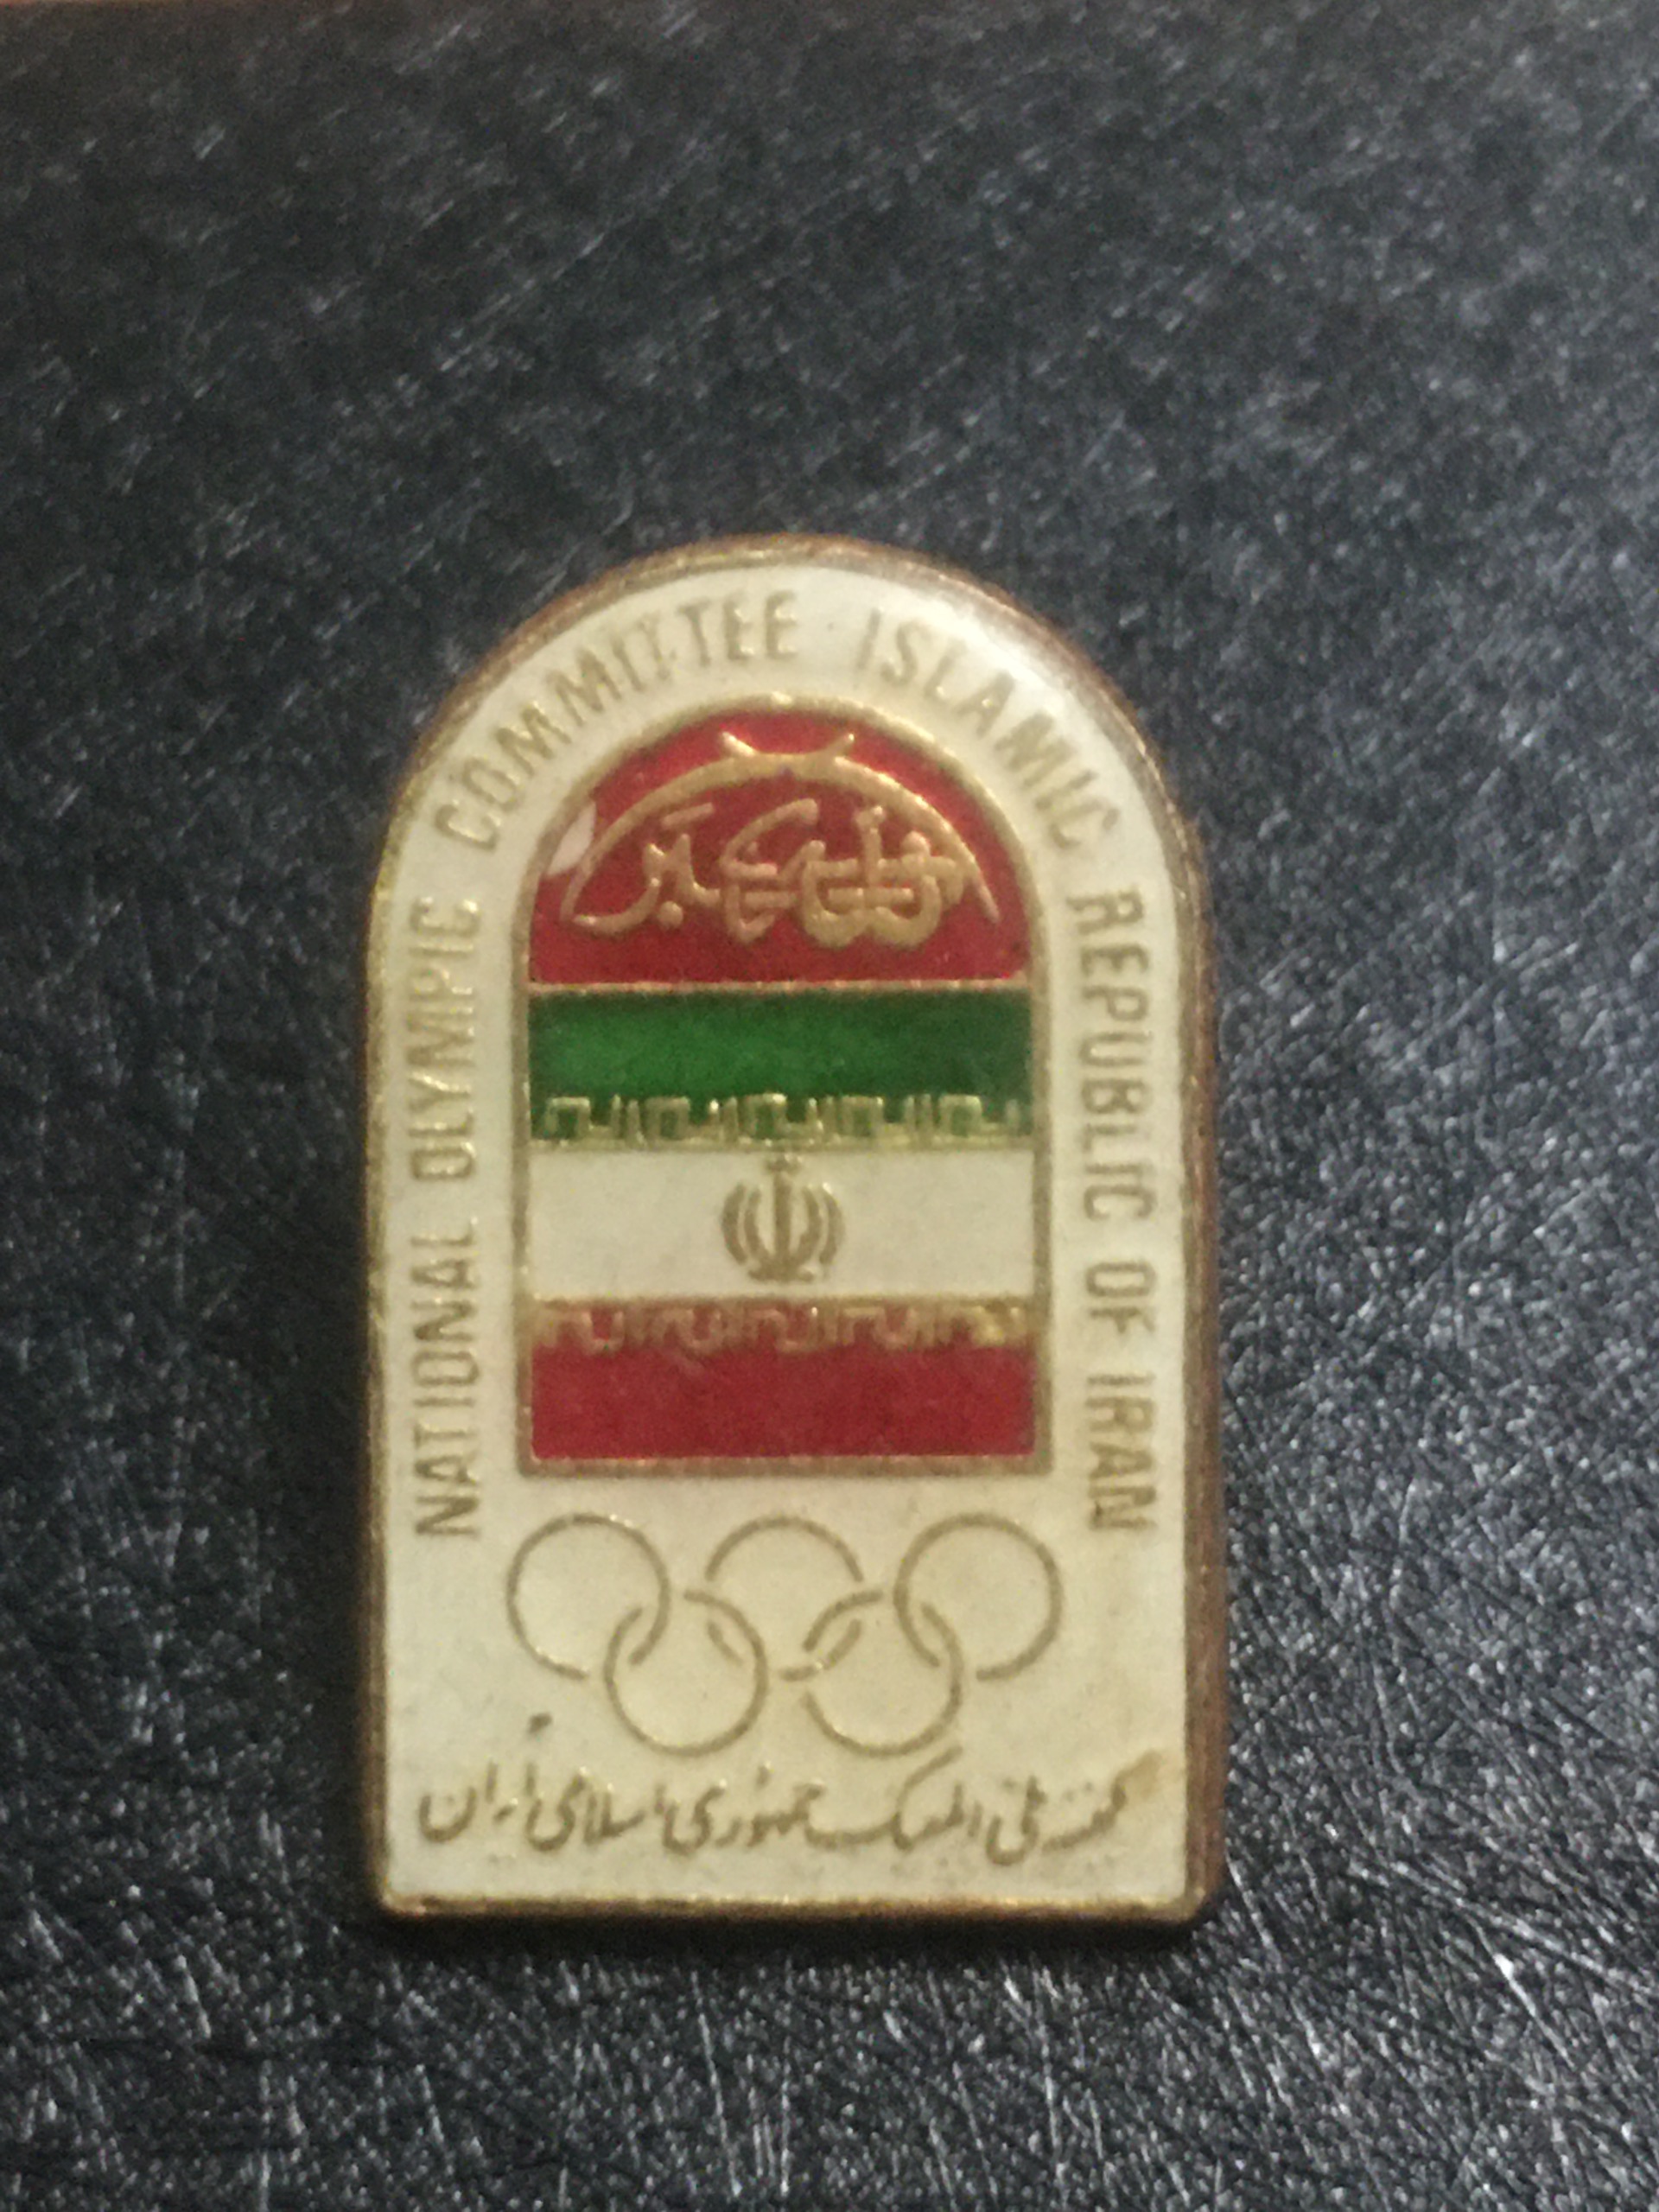 NATIONAL OLYMPIC COMMITTEE ISLAMIC REPUBLIC OF IRAN
الله اکبر
کمیته ملی المپیک جمهوری اسلامی ایران